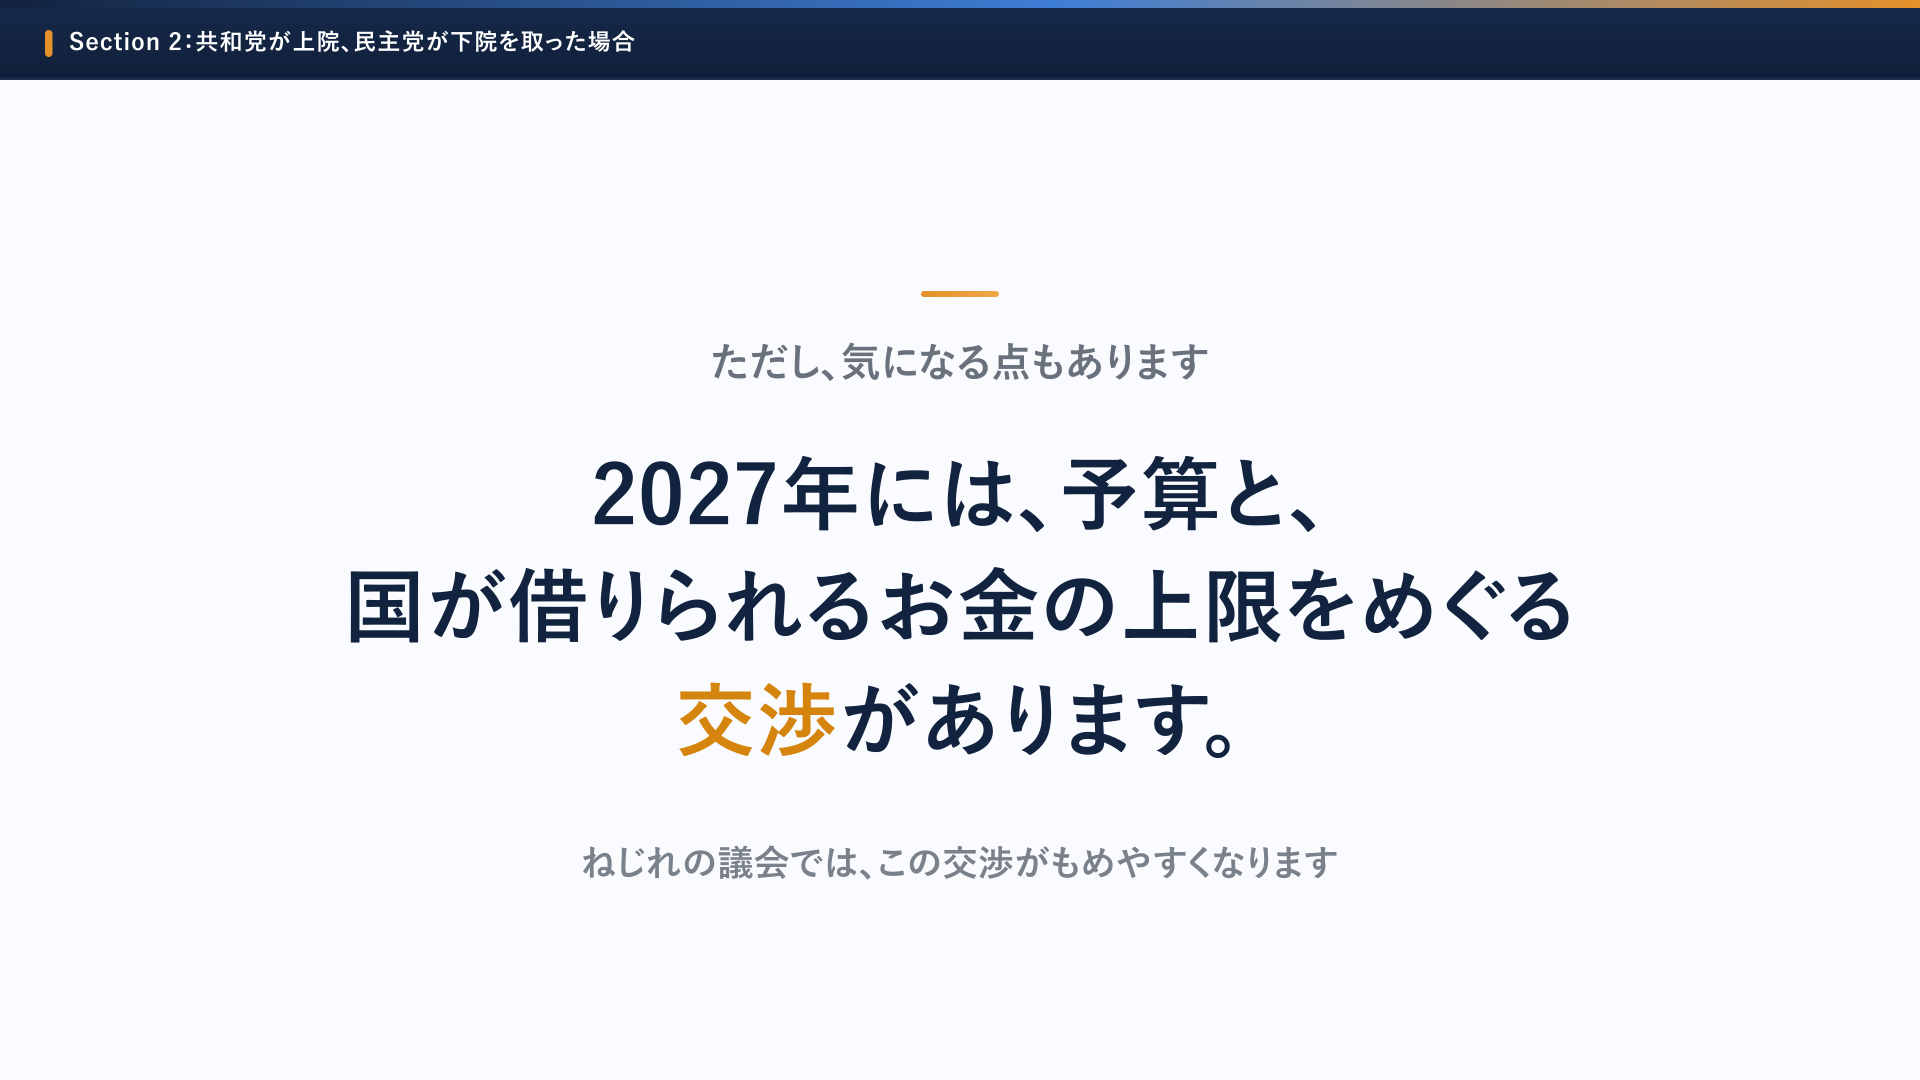 Section 2：共和党が上院、民主党が下院を取った場合
ただし、気になる点もあります
2027年には、予算と、
国が借りられるお金の上限をめぐる
交渉があります。
ねじれの議会では、この交渉がもめやすくなります